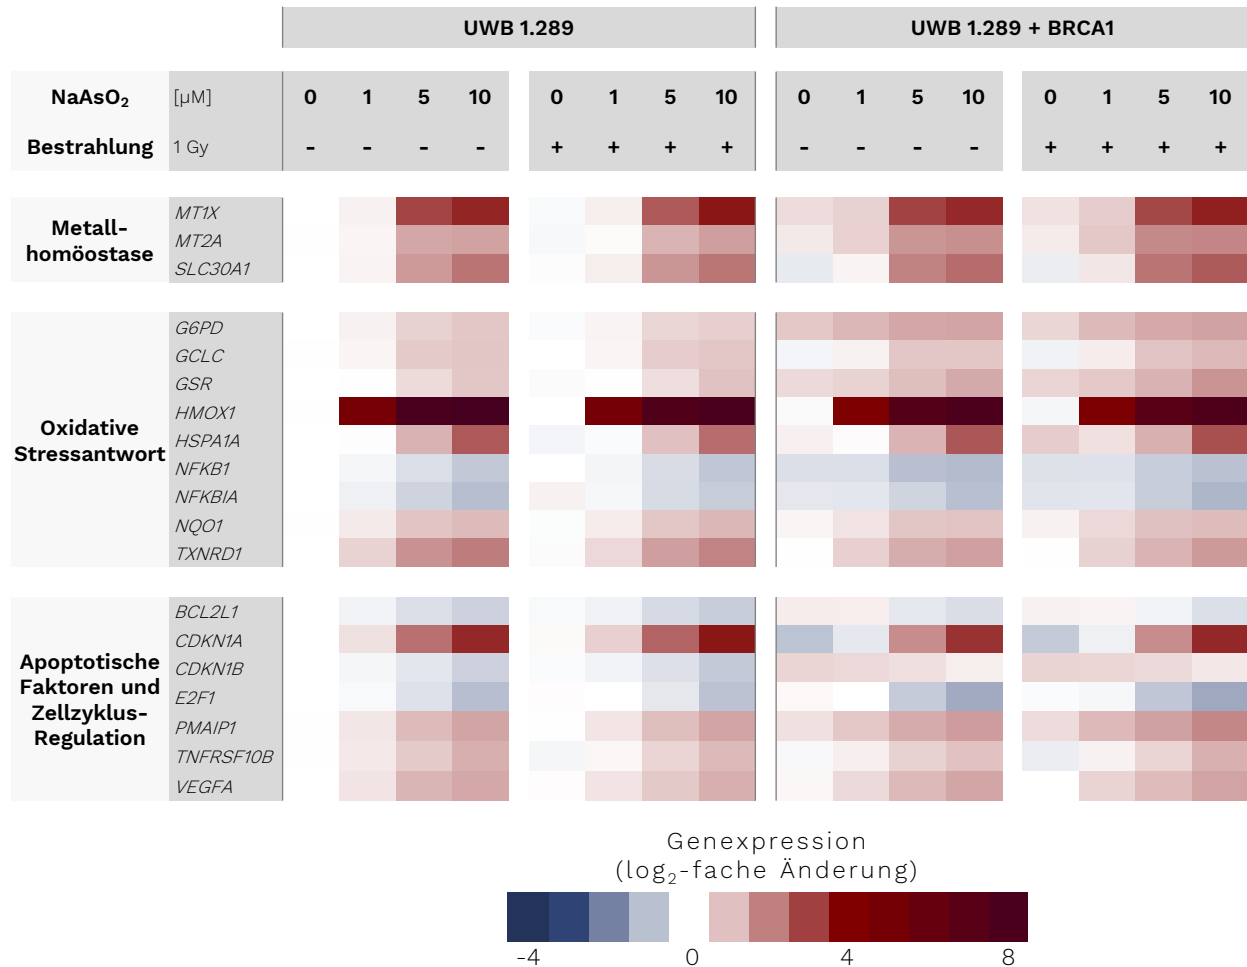 UWB 1.289 UWB 1.289 + BRCA1
NaAsO₂ [µM] 0 1 5 10 0 1 5 10 0 1 5 10 0 1 5 10
Bestrahlung 1 Gy - - - - + + + + - - - - + + + +
Metall-
homöostase
MT1X
MT2A
SLC30A1
Oxidative
Stressantwort
G6PD
GCLC
GSR
HMOX1
HSPA1A
NFKB1
NFKBIA
NQO1
TXNRD1
Apoptotische
Faktoren und
Zellzyklus-
Regulation
BCL2L1
CDKN1A
CDKN1B
E2F1
PMAIP1
TNFRSF10B
VEGFA
Genexpression
(log₂-fache Änderung)
-4 0 4 8